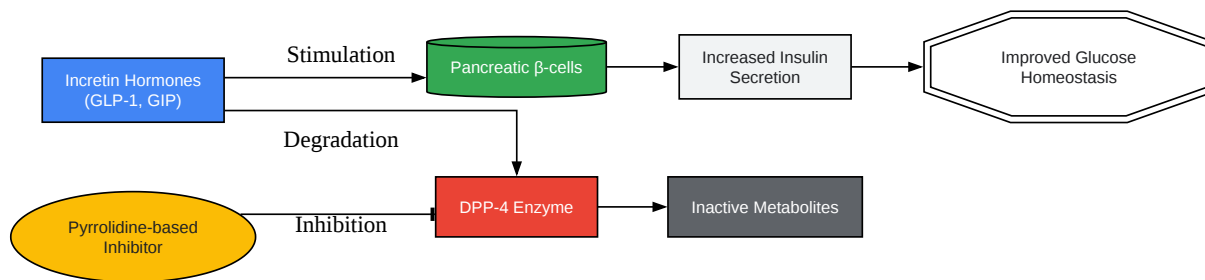 Stimulation
Incretin Hormones
(GLP-1, GIP)
Pancreatic β-cells
Increased Insulin
Secretion
Improved Glucose
Homeostasis
Degradation
Pyrrolidine-based
Inhibitor
Inhibition
DPP-4 Enzyme
Inactive Metabolites